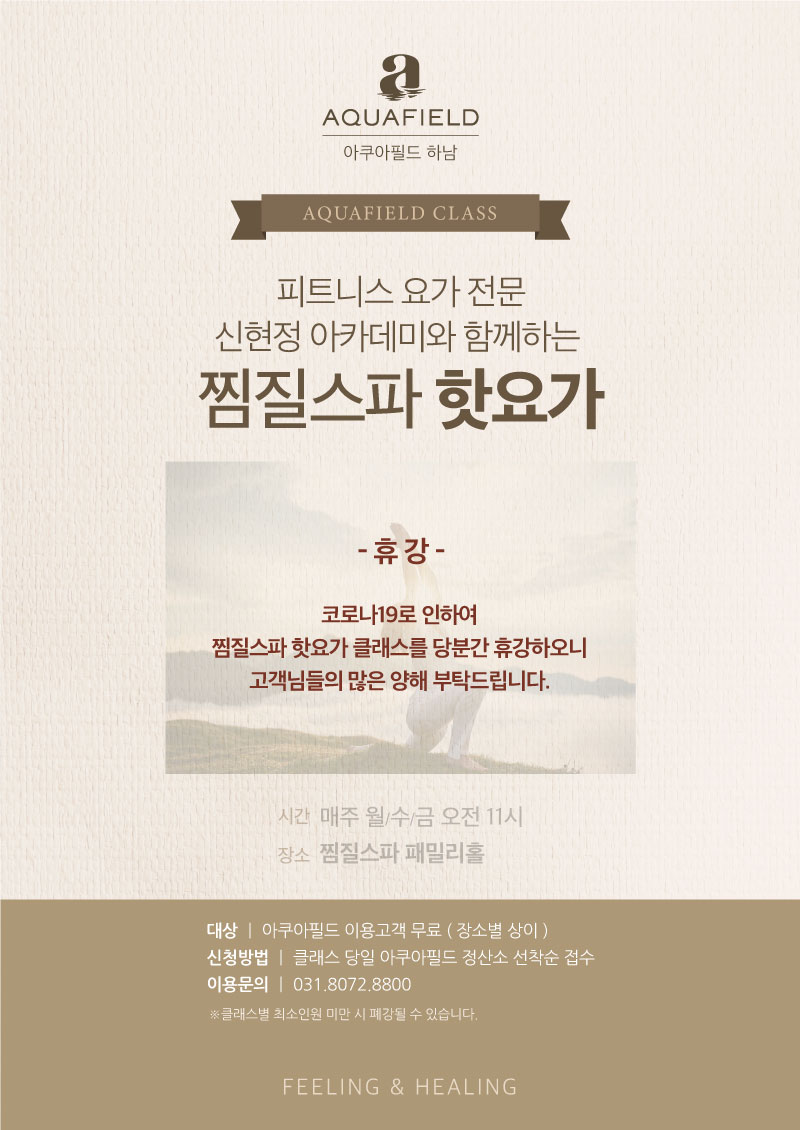 a
AQUAFIELD
아쿠아필드 하남
AQUAFIELD CLASS
피트니스 요가 전문
신현정 아카데미와 함께하는
찜질스파 핫요가
- 휴 강 -
코로나19로 인하여
찜질스파 핫요가 클래스를 당분간 휴강하오니
고객님들의 많은 양해 부탁드립니다.
시간 매주 월/수/금 오전 11시
장소 찜질스파 패밀리홀
대상 | 아쿠아필드 이용고객 무료 ( 장소별 상이 )
신청방법 | 클래스 당일 아쿠아필드 정산소 선착순 접수
이용문의 | 031.8072.8800
※클래스별 최소인원 미만 시 폐강될 수 있습니다.
FEELING & HEALING